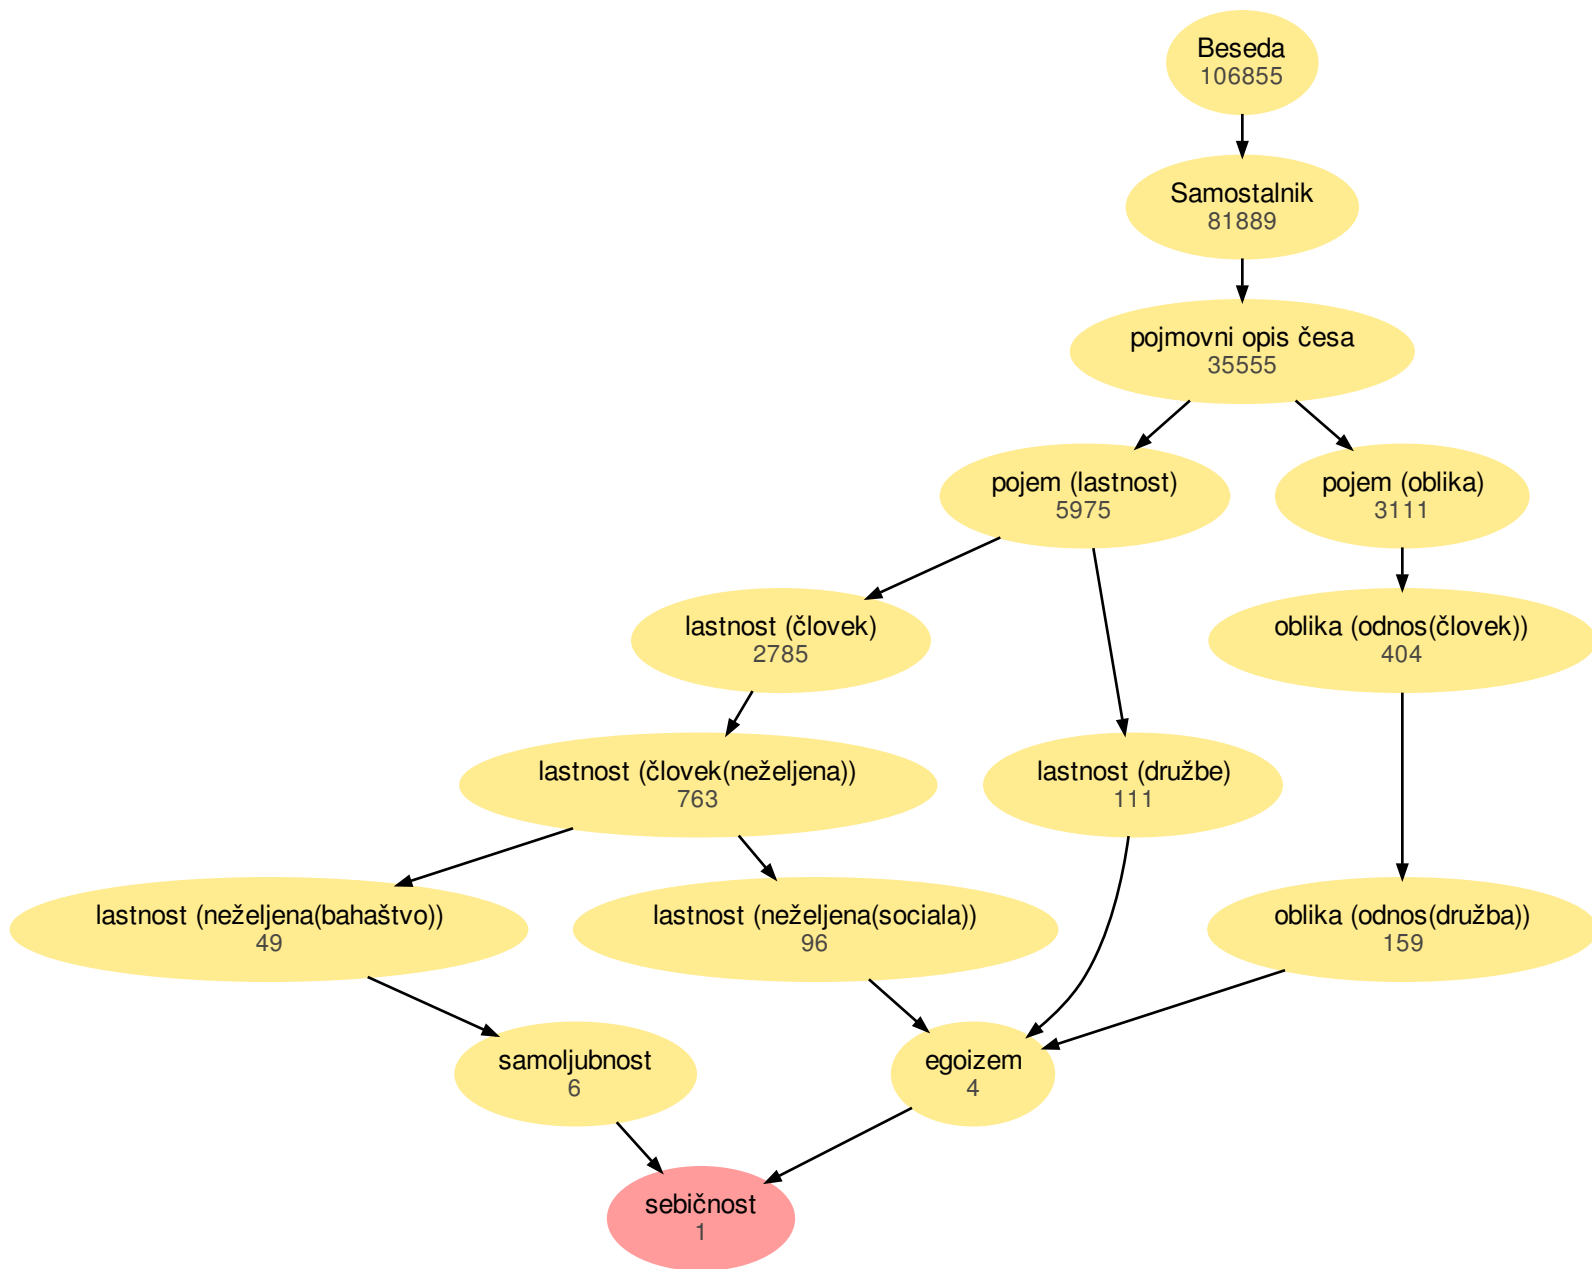 Beseda
106855
Samostalnik
81889
pojmovni opis česa
35555
pojem (lastnost)
5975
pojem (oblika)
3111
lastnost (človek)
2785
oblika (odnos(človek))
404
lastnost (človek(neželjena))
763
lastnost (družbe)
111
lastnost (neželjena(bahaštvo))
49
lastnost (neželjena(sociala))
96
oblika (odnos(družba))
159
samoljubnost
6
egoizem
4
sebičnost
1